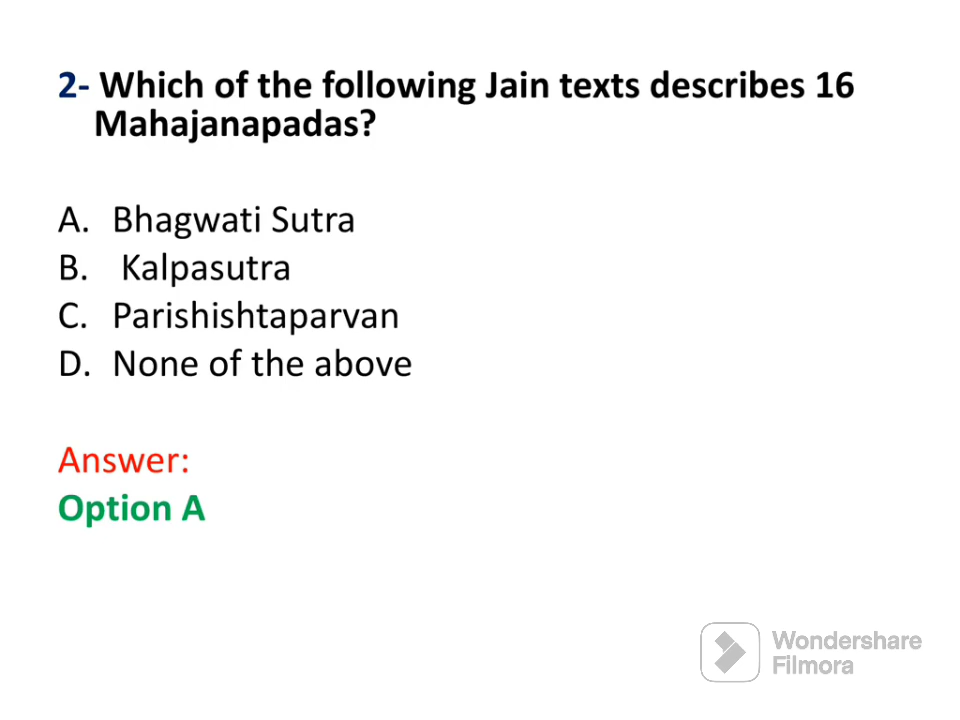 2- Which of the following Jain texts describes 16
Mahajanapadas?
A. Bhagwati Sutra
B. Kalpasutra
C. Parishishtaparvan
D. None of the above
Answer:
Option A
Wondershare
Filmora